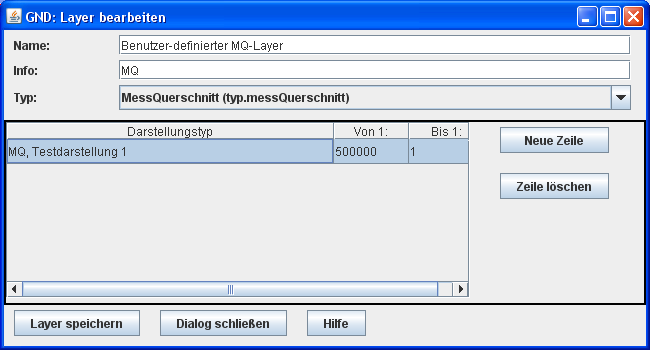 GND: Layer bearbeiten
Name: Benutzer-definierter MQ-Layer
Info: MQ
Typ: MessQuerschnitt (typ.messQuerschnitt)
Darstellungstyp Von 1: Bis 1:
MQ, Testdarstellung 1 500000 1
Neue Zeile
Zeile löschen
Layer speichern Dialog schließen Hilfe